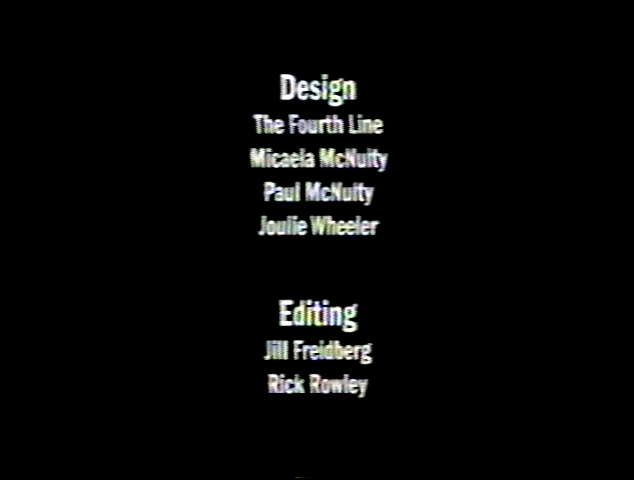 Design
The Fourth Line
Micaela McNulty
Paul McNulty
Joulie Wheeler
Editing
Jill Freidberg
Rick Rowley